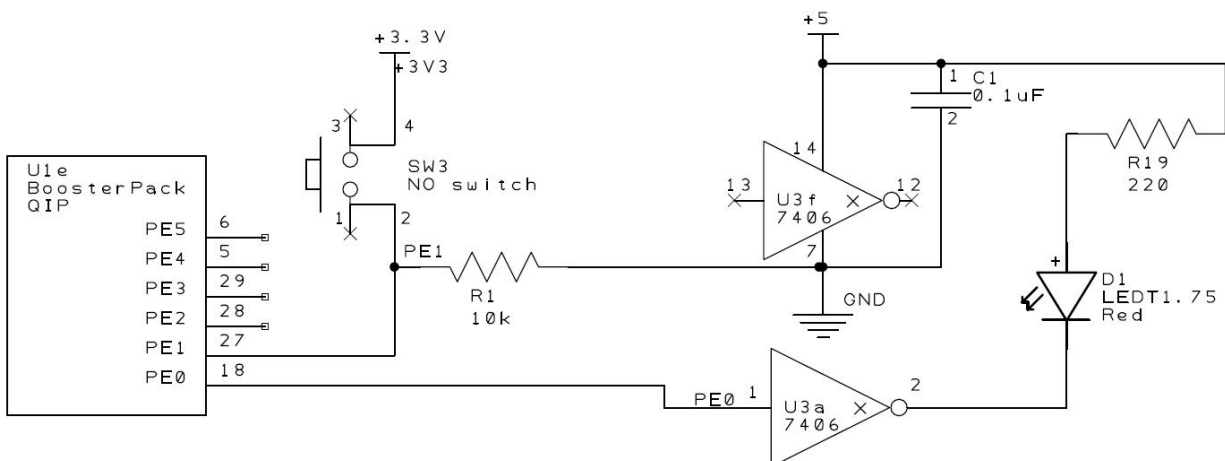 +3.3V
+3V3
+5
1
C1
0.1uF
2
3
4
SW3
NO switch
1
2
14
13
12
U3f
7406
7
R19
220
U1e
BoosterPack
QIP
PE5
6
PE4
5
PE3
29
PE2
28
PE1
27
PE0
18
PE1
R1
10k
GND
+
D1
LEDT1.75
Red
PE0
1
U3a
7406
2